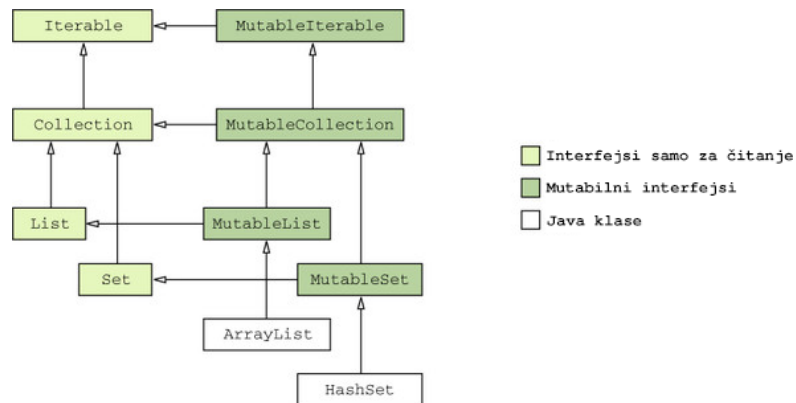 Iterable
MutableIterable
Collection
MutableCollection
Interfejsi samo za čitanje
Mutabilni interfejsi
Java klase
List
MutableList
Set
MutableSet
ArrayList
HashSet